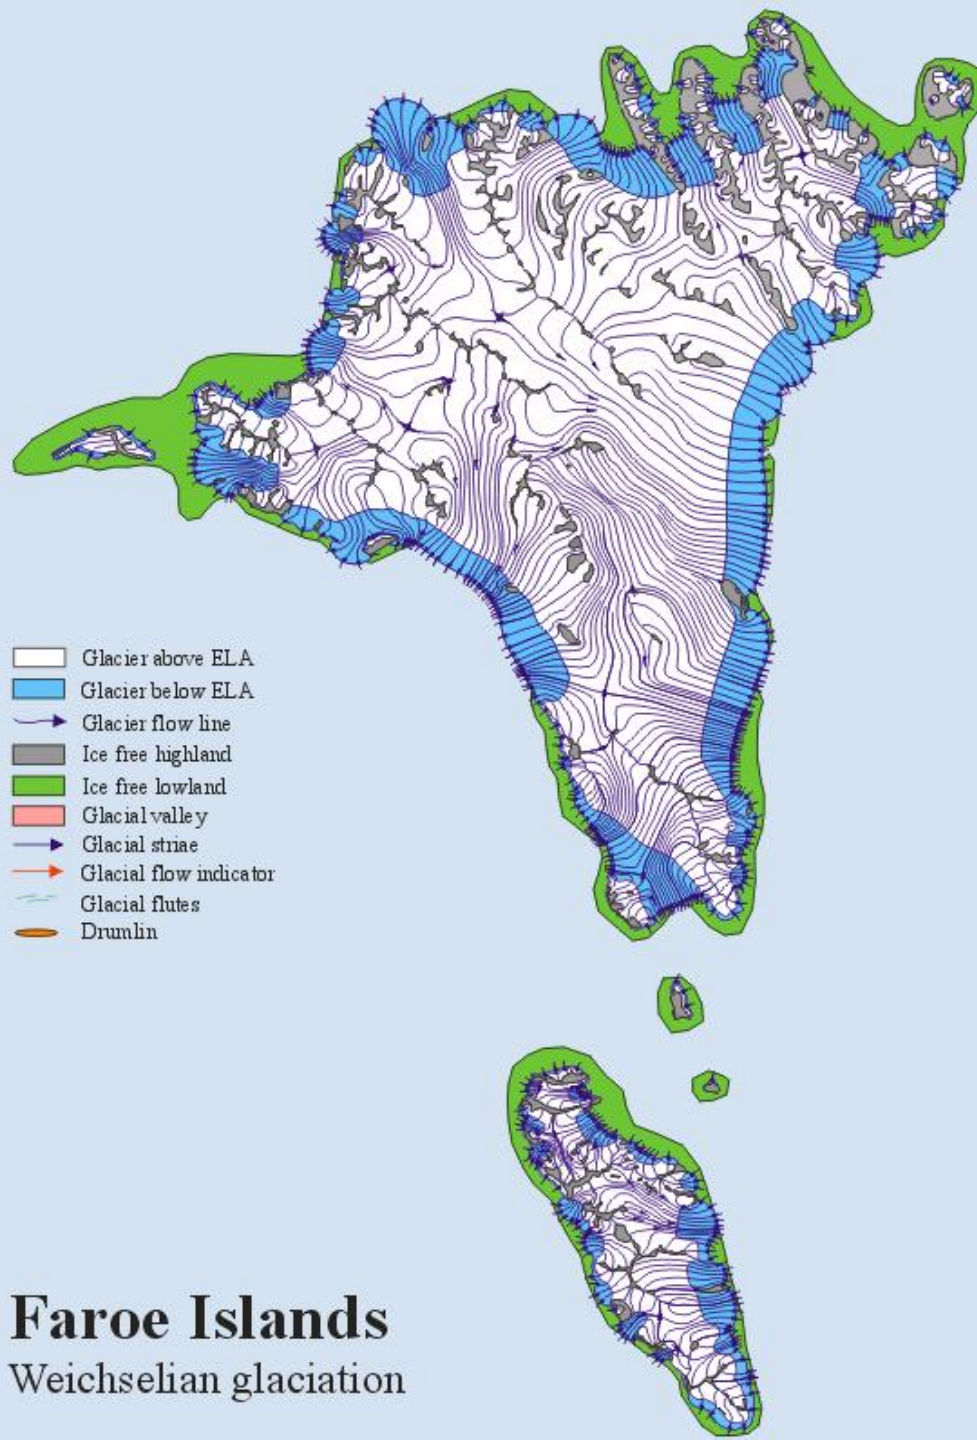 Glacier above ELA
Glacier below ELA
Glacier flow line
Ice free highland
Ice free lowland
Glacial valley
Glacial striae
Glacial flow indicator
Glacial flutes
Drumlin
Faroe Islands
Weichselian glaciation